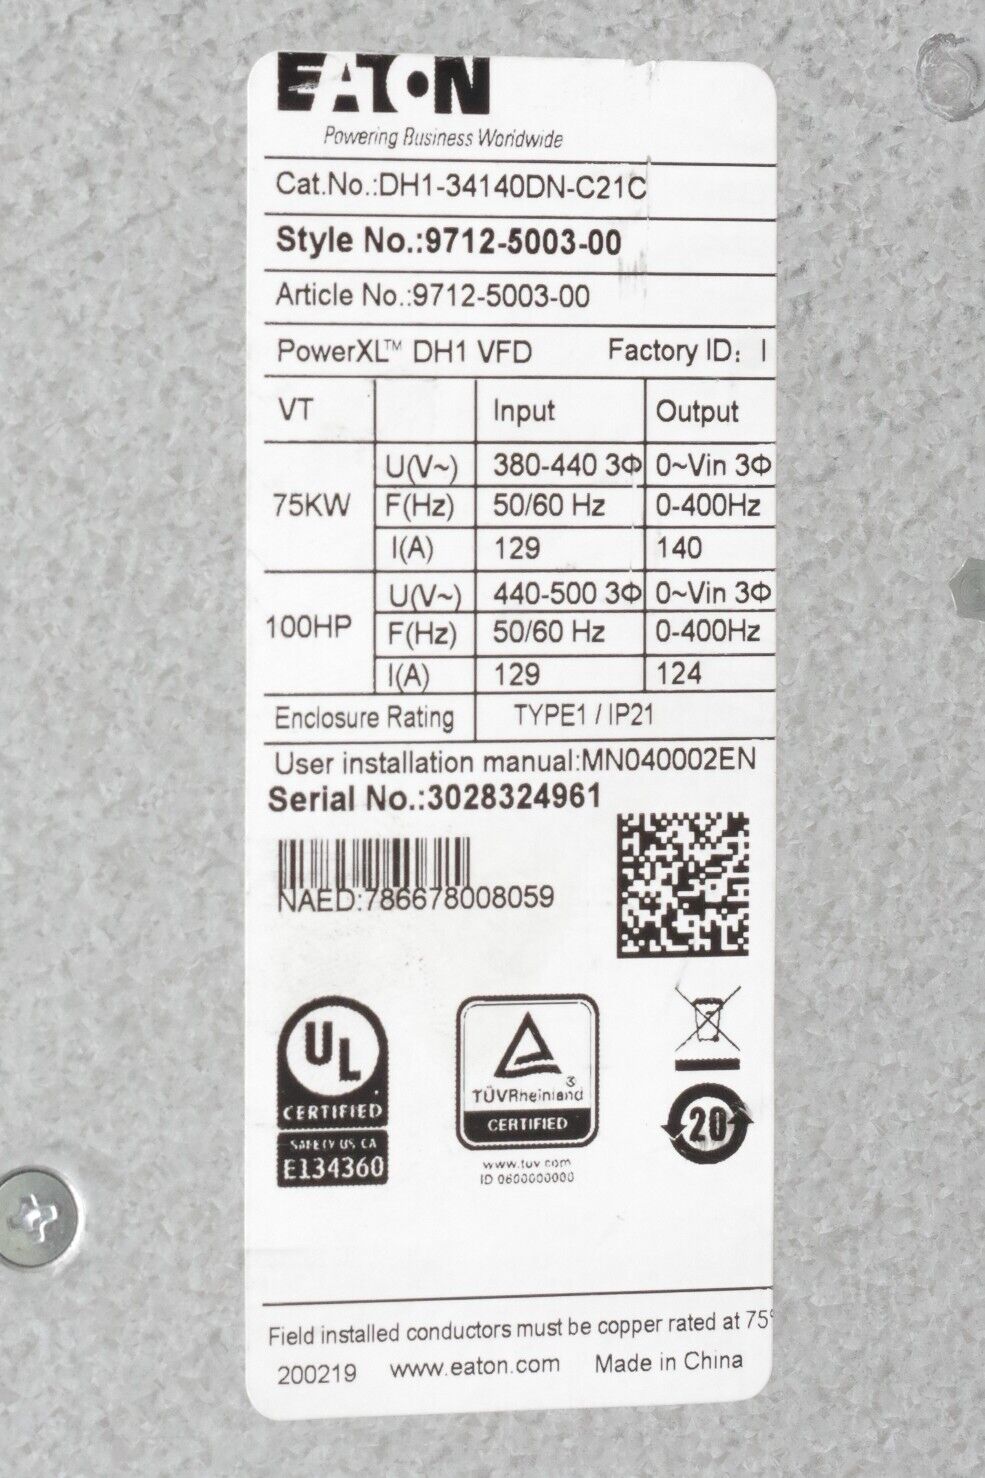 EATON
Powering Business Worldwide
Cat.No.:DH1-34140DN-C21C
Style No.:9712-5003-00
Article No.:9712-5003-00
PowerXL™ DH1 VFD Factory ID: I
VT Input Output
U(V~) 380-440 3Φ 0~Vin 3Φ
75KW F(Hz) 50/60 Hz 0-400Hz
I(A) 129 140
U(V~) 440-500 3Φ 0~Vin 3Φ
100HP F(Hz) 50/60 Hz 0-400Hz
I(A) 129 124
Enclosure Rating TYPE1 / IP21
User installation manual:MN040002EN
Serial No.:3028324961
NAED:786678008059
UL
CERTIFIED
SAFETY US CA
E134360
TÜVRheinland
CERTIFIED
www.tuv.com
ID 0600000000
20
Field installed conductors must be copper rated at 75°
200219 www.eaton.com Made in China